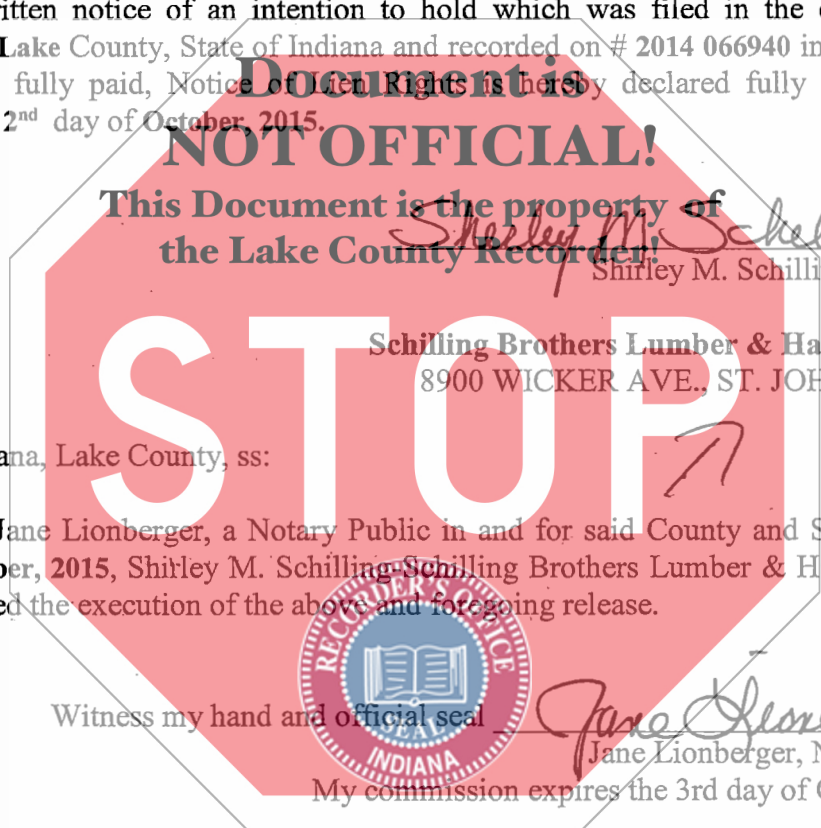 ritten notice of an intention to hold which was filed in the
Lake County, State of Indiana and recorded on # 2014 066940 in
fully paid, Notice of Lien Rights is hereby declared fully
2nd day of October, 2015.
Document is
NOT OFFICIAL!
This Document is the property of
the Lake County Recorder!
Shirley M. Schilli
Schilling Brothers Lumber & Ha
8900 WICKER AVE., ST. JOH
STOP
ana, Lake County, ss:
Jane Lionberger, a Notary Public in and for said County and S
ber, 2015, Shirley M. Schilling-Schilling Brothers Lumber & H
ed the execution of the above and foregoing release.
RECORDER'S OFFICE
SEAL
INDIANA
Witness my hand and official seal
Jane Lionberger, N
My commission expires the 3rd day of